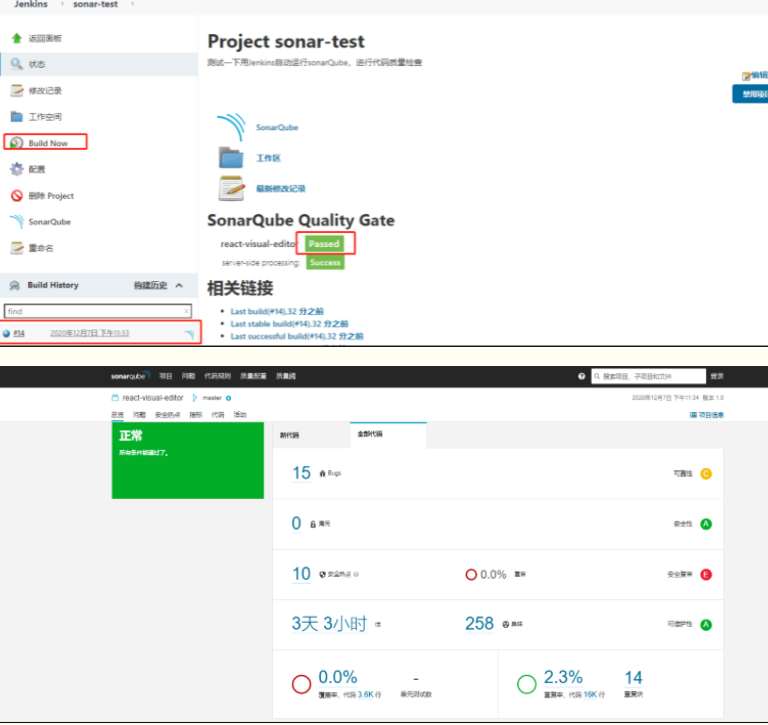 Jenkins › sonar-test ›
返回面板
状态
修改记录
工作空间
Build Now
配置
删除 Project
SonarQube
重命名
Build History 构建历史
find x
#14 2020年12月7日 下午11:33
Project sonar-test
测试一下用Jenkins自动运行sonarQube，进行代码质量检查
编辑
禁用项目
SonarQube
工作区
最新修改记录
SonarQube Quality Gate
react-visual-editor Passed
server-side processing: Success
相关链接
Last build(#14),32 分之前
Last stable build(#14),32 分之前
Last successful build(#14),32 分之前
sonarqube 项目 问题 代码规则 质量配置 质量阈
搜索项目、子项目和文件 登录
react-visual-editor master
2020年12月7日 下午11:34 版本 1.0
总览 问题 安全热点 指标 代码 活动
项目信息
正常
所有条件都通过了。
新代码 全部代码
15 Bugs 可靠性 C
0 漏洞 安全性 A
10 安全热点 0.0% 复审 安全复审 E
3天 3小时 债 258 异味 可维护性 A
0.0% - 2.3% 14
覆盖率，代码 3.6K 行 单元测试数 重复率，代码 16K 行 重复块